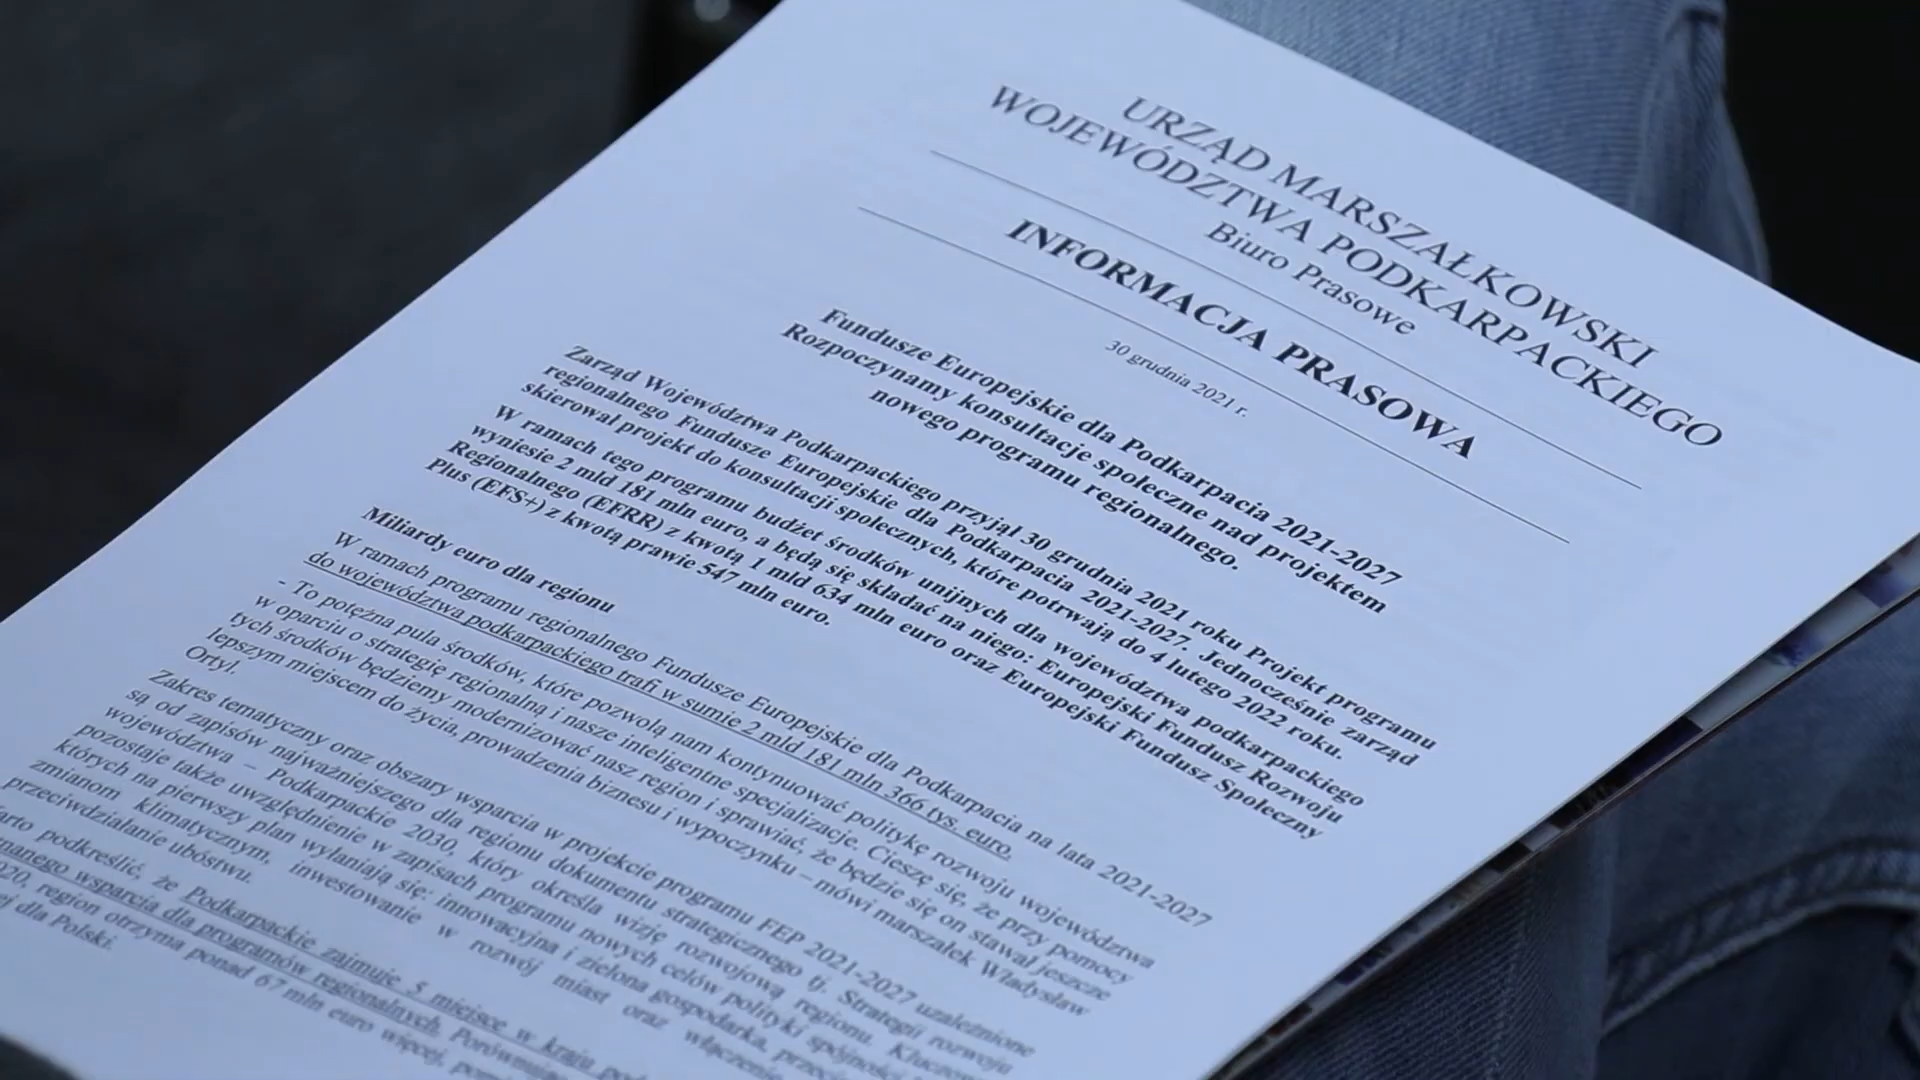 URZĄD MARSZAŁKOWSKI
WOJEWÓDZTWA PODKARPACKIEGO
Biuro Prasowe
INFORMACJA PRASOWA
30 grudnia 2021 r.
Fundusze Europejskie dla Podkarpacia 2021-2027
Rozpoczynamy konsultacje społeczne nad projektem
nowego programu regionalnego.
Zarząd Województwa Podkarpackiego przyjął 30 grudnia 2021 roku Projekt programu
regionalnego Fundusze Europejskie dla Podkarpacia 2021-2027. Jednocześnie zarząd
skierował projekt do konsultacji społecznych, które potrwają do 4 lutego 2022 roku.
W ramach tego programu budżet środków unijnych dla województwa podkarpackiego
wyniesie 2 mld 181 mln euro, a będą się składać na niego: Europejski Fundusz Rozwoju
Regionalnego (EFRR) z kwotą 1 mld 634 mln euro oraz Europejski Fundusz Społeczny
Plus (EFS+) z kwotą prawie 547 mln euro.
Miliardy euro dla regionu
W ramach programu regionalnego Fundusze Europejskie dla Podkarpacia na lata 2021-2027
do województwa podkarpackiego trafi w sumie 2 mld 181 mln 366 tys. euro.
- To potężna pula środków, które pozwolą nam kontynuować politykę rozwoju województwa
w oparciu o strategię regionalną i nasze inteligentne specjalizacje. Cieszę się, że przy pomocy
tych środków będziemy modernizować nasz region i sprawiać, że będzie się on stawał jeszcze
lepszym miejscem do życia, prowadzenia biznesu i wypoczynku – mówi marszałek Władysław
Ortyl.
Zakres tematyczny oraz obszary wsparcia w projekcie programu FEP 2021-2027 uzależnione
są od zapisów najważniejszego dla regionu dokumentu strategicznego tj. Strategii rozwoju
województwa – Podkarpackie 2030, który określa wizję rozwojową regionu.
pozostaje także uwzględnienie w zapisach programu nowych celów polityki spójności
których na pierwszy plan wyłaniają się: innowacyjna i zielona gospodarka,
zmianom klimatycznym, inwestowanie w rozwój miast oraz włączenie
przeciwdziałanie ubóstwu.
podkreślić, że Podkarpackie zajmuje 5 miejsce w kraju
wsparcia dla programów regionalnych.
region otrzyma ponad 67 mln euro więcej,
dla Polski.